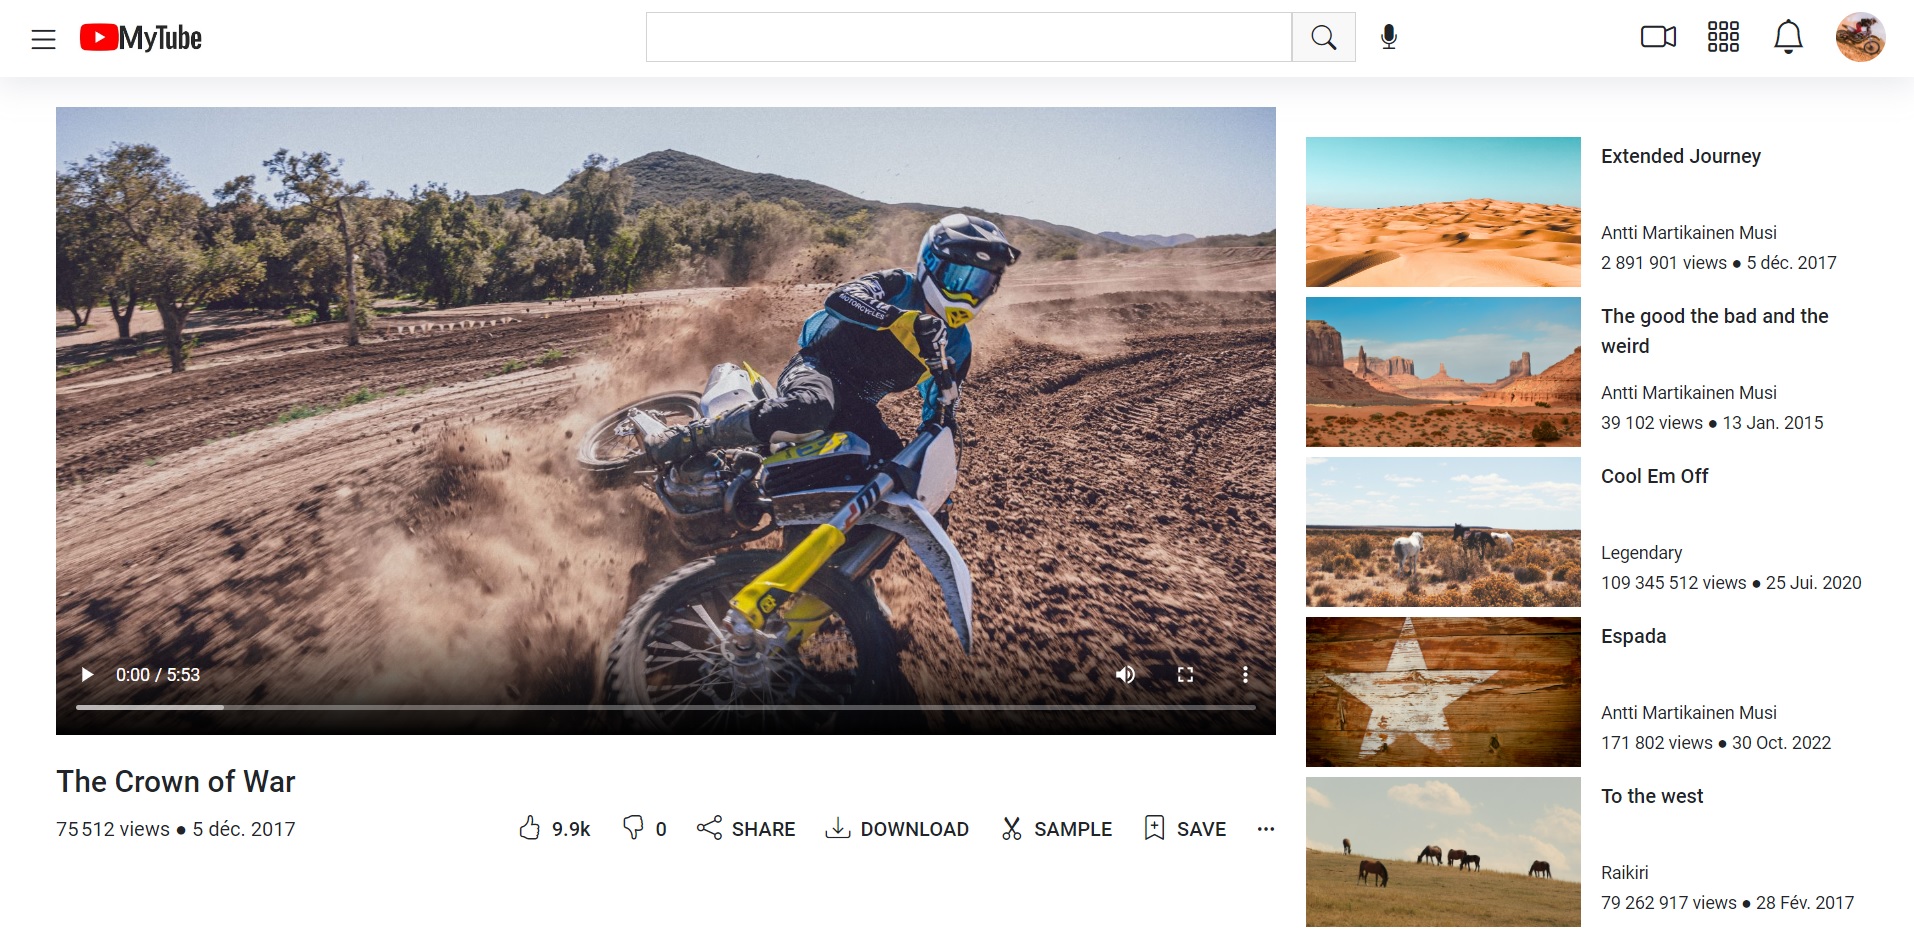 MyTube
MOTORCYCLES
0:00 / 5:53
The Crown of War
75 512 views ● 5 déc. 2017
9.9k
0
SHARE
DOWNLOAD
SAMPLE
SAVE
Extended Journey
Antti Martikainen Musi
2 891 901 views ● 5 déc. 2017
The good the bad and the
weird
Antti Martikainen Musi
39 102 views ● 13 Jan. 2015
Cool Em Off
Legendary
109 345 512 views ● 25 Jui. 2020
Espada
Antti Martikainen Musi
171 802 views ● 30 Oct. 2022
To the west
Raikiri
79 262 917 views ● 28 Fév. 2017